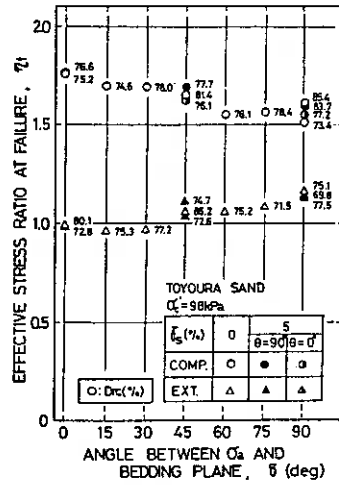 EFFECTIVE STRESS RATIO AT FAILURE, ηf
2.0
1.5
1.0
0.5
0
76.6
75.2
74.6
78.0
77.7
81.4
76.1
76.1
78.4
85.4
83.7
77.2
73.4
80.1
72.8
75.3
77.2
74.7
85.2
72.6
75.2
71.5
75.1
69.8
77.5
TOYOURA SAND
σc'=98kPa
(%) 0 5
θ=90° θ=0°
COMP.
EXT.
O: Drc(%)
0 15 30 45 60 75 90
ANGLE BETWEEN σa AND
BEDDING PLANE, δ (deg)